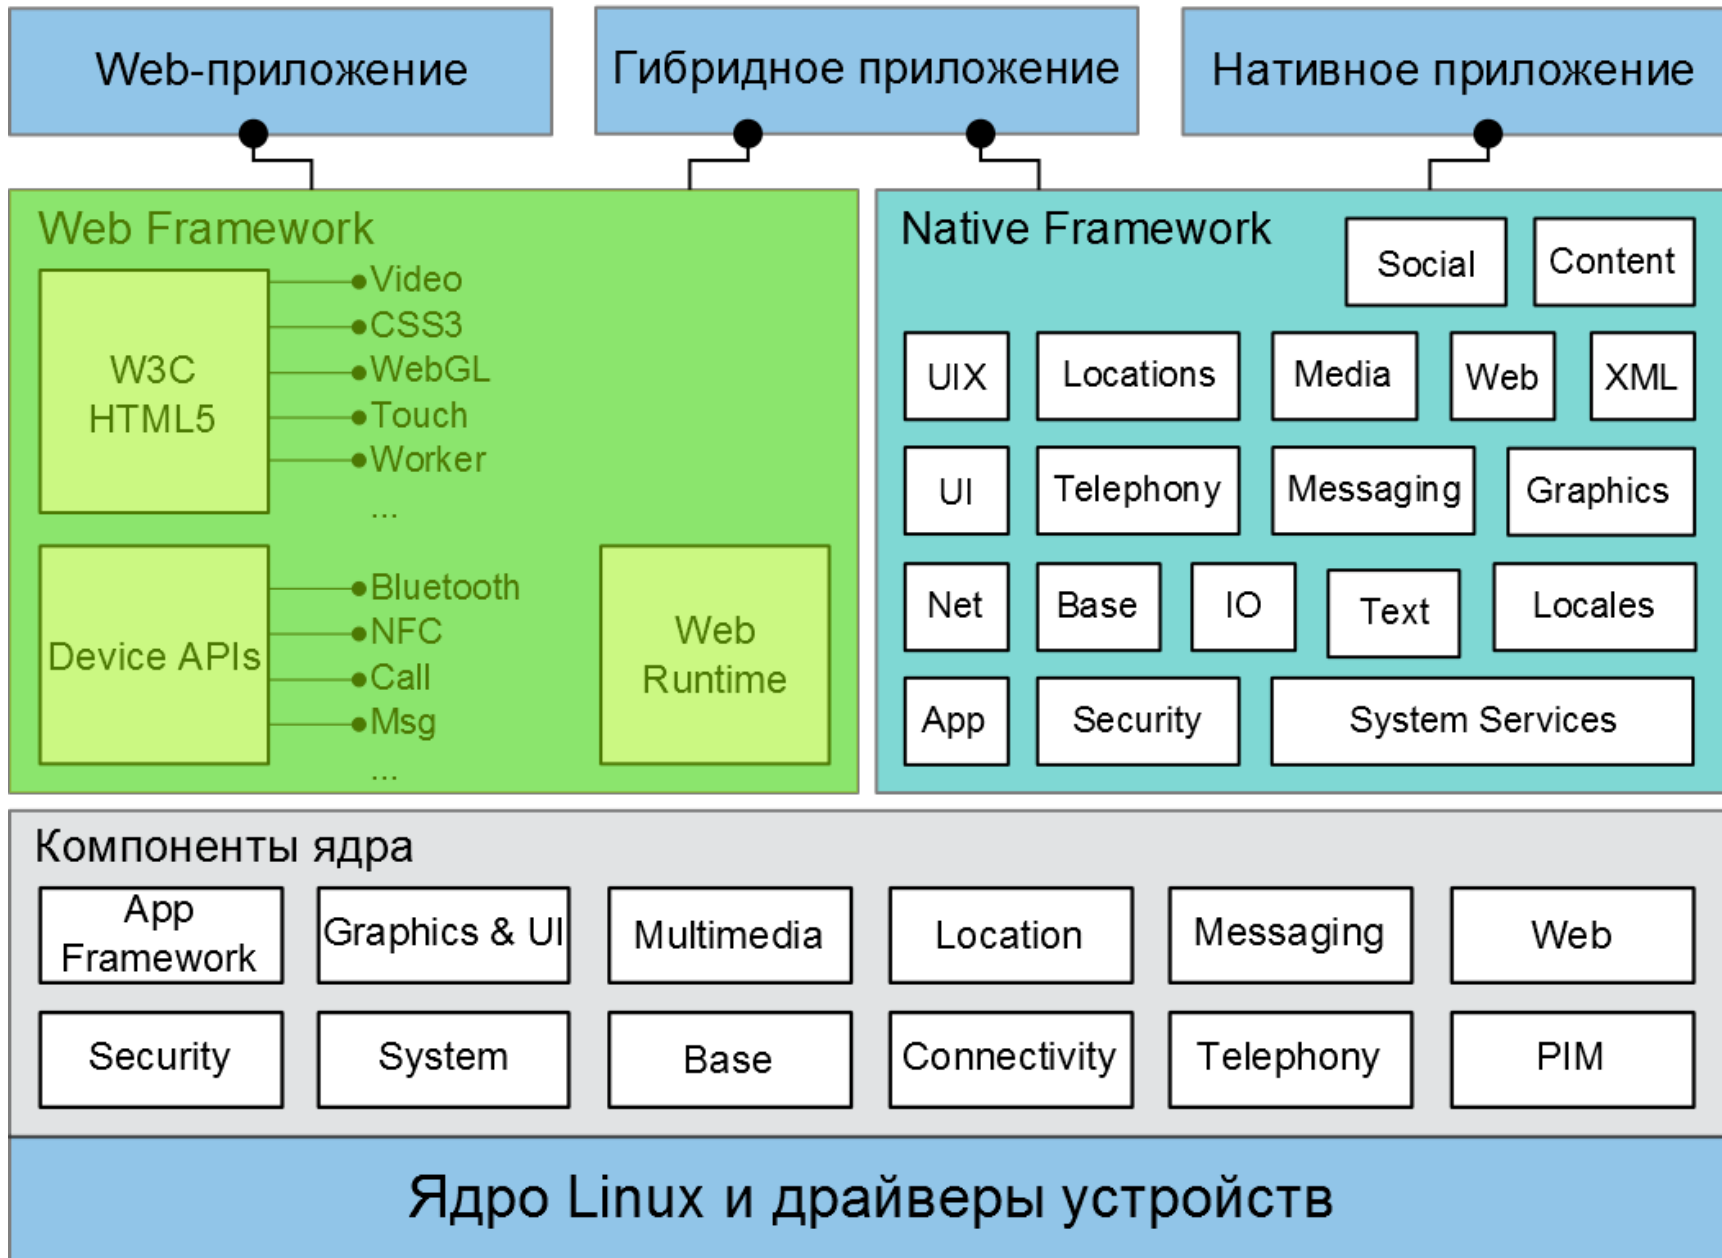 Web-приложение
Гибридное приложение
Нативное приложение
Web Framework
W3C
HTML5
Video
CSS3
WebGL
Touch
Worker
...
Device APIs
Bluetooth
NFC
Call
Msg
...
Web
Runtime
Native Framework
Social
Content
UIX
Locations
Media
Web
XML
UI
Telephony
Messaging
Graphics
Net
Base
IO
Text
Locales
App
Security
System Services
Компоненты ядра
App
Framework
Graphics & UI
Multimedia
Location
Messaging
Web
Security
System
Base
Connectivity
Telephony
PIM
Ядро Linux и драйверы устройств